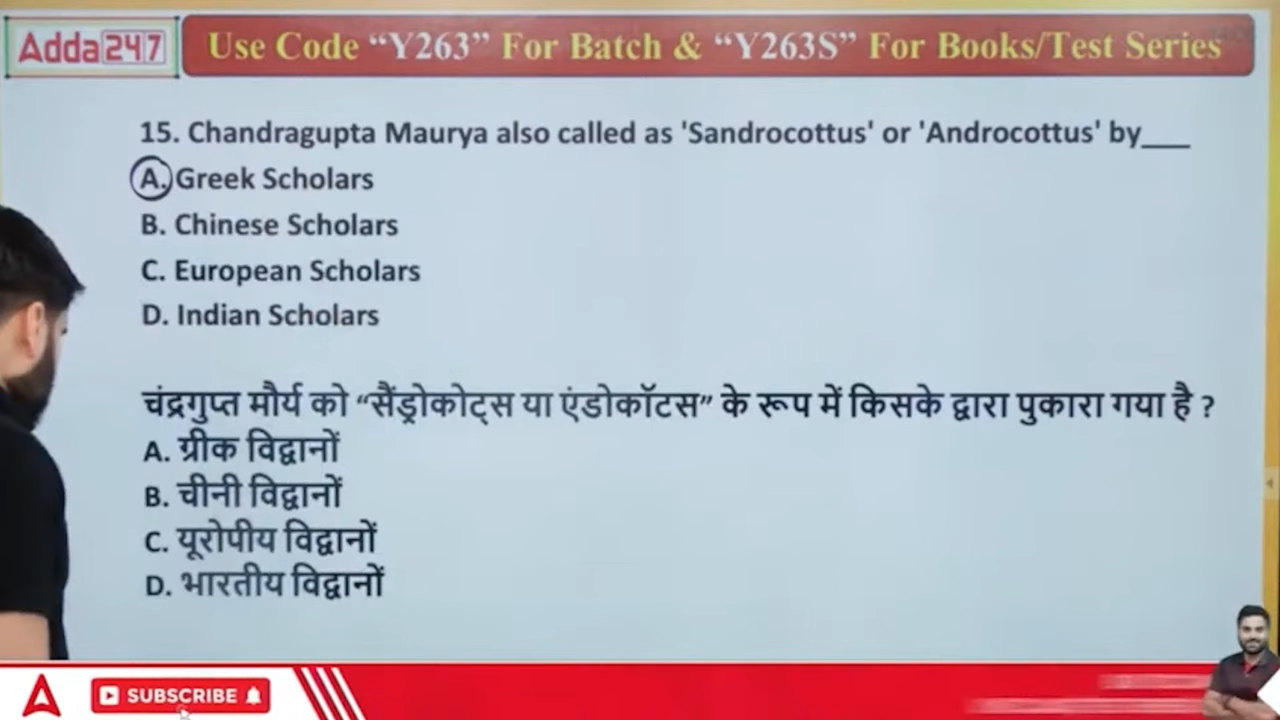 Adda247
Use Code “Y263” For Batch & “Y263S” For Books/Test Series
15. Chandragupta Maurya also called as 'Sandrocottus' or 'Androcottus' by___
A. Greek Scholars
B. Chinese Scholars
C. European Scholars
D. Indian Scholars
चंद्रगुप्त मौर्य को “सैंड्रोकोट्स या एंडोकॉटस” के रूप में किसके द्वारा पुकारा गया है ?
A. ग्रीक विद्वानों
B. चीनी विद्वानों
C. यूरोपीय विद्वानों
D. भारतीय विद्वानों
SUBSCRIBE